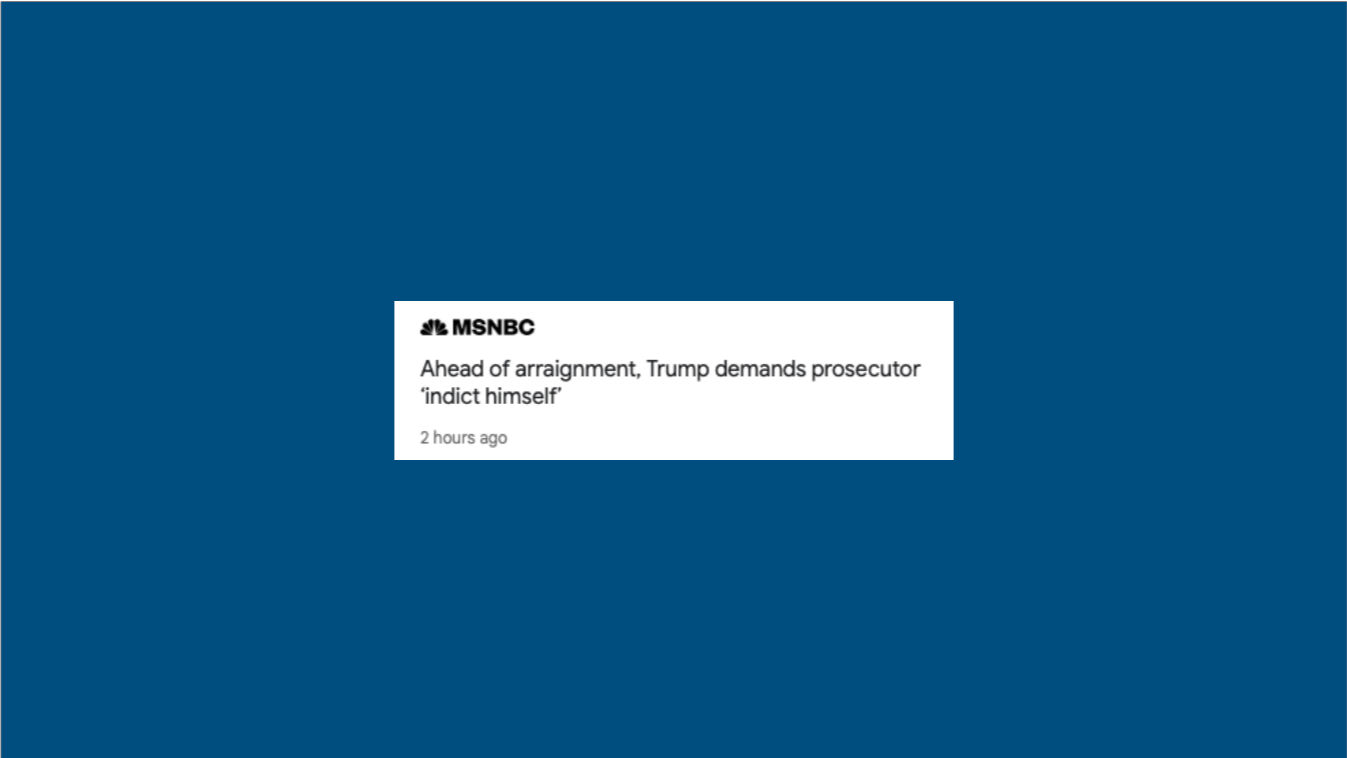 MSNBC
Ahead of arraignment, Trump demands prosecutor
‘indict himself’
2 hours ago